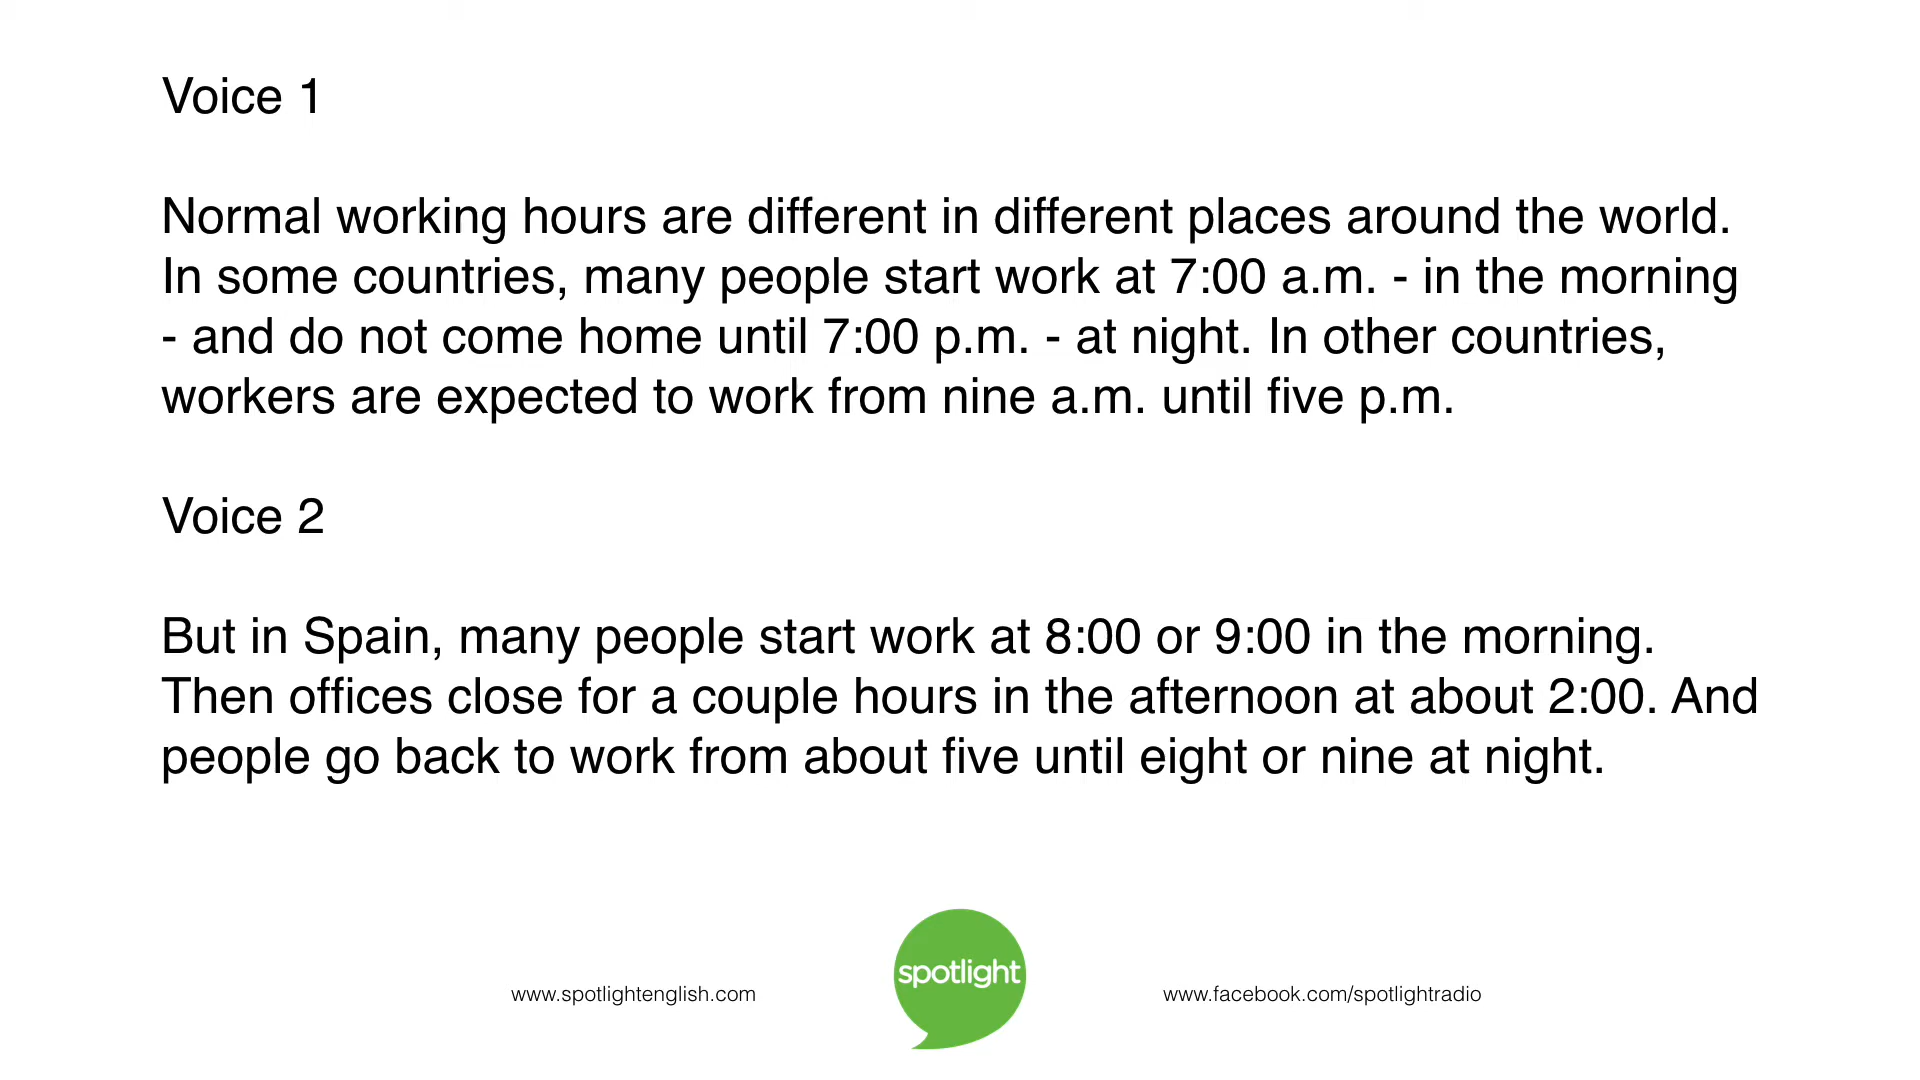 Voice 1
Normal working hours are different in different places around the world.
In some countries, many people start work at 7:00 a.m. - in the morning
- and do not come home until 7:00 p.m. - at night. In other countries,
workers are expected to work from nine a.m. until five p.m.
Voice 2
But in Spain, many people start work at 8:00 or 9:00 in the morning.
Then offices close for a couple hours in the afternoon at about 2:00. And
people go back to work from about five until eight or nine at night.
www.spotlightenglish.com
spotlight
www.facebook.com/spotlightradio